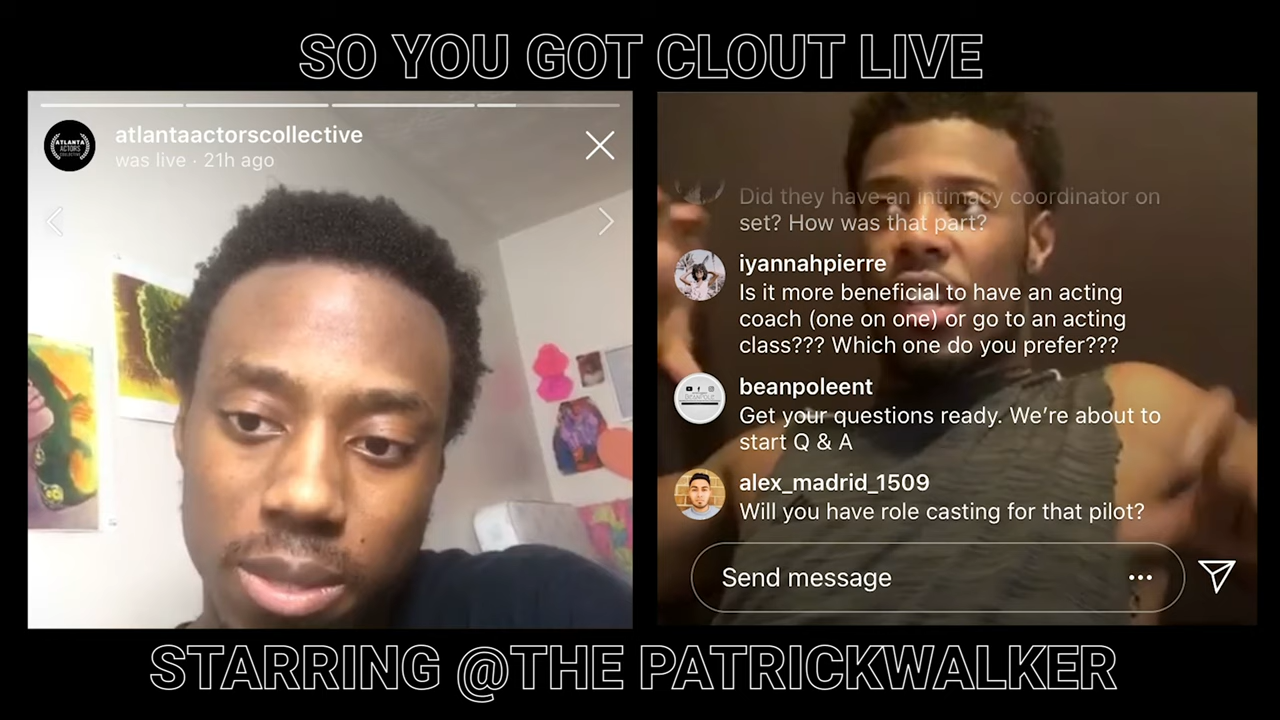 SO YOU GOT CLOUT LIVE
atlantaactorscollective
was live · 21h ago
ATLANTA
ACTORS
COLLECTIVE
Did they have an intimacy coordinator on
set? How was that part?
iyannahpierre
Is it more beneficial to have an acting
coach (one on one) or go to an acting
class??? Which one do you prefer???
beanpoleent
Get your questions ready. We’re about to
start Q & A
alex_madrid_1509
Will you have role casting for that pilot?
Send message
STARRING @THE PATRICKWALKER